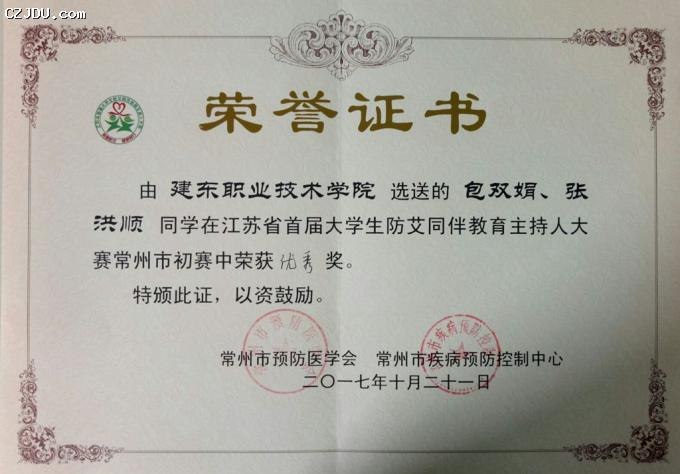 CZJDU.COM
荣誉证书
由 建东职业技术学院 选送的 包双娟、张
洪顺 同学在江苏省首届大学生防艾同伴教育主持人大
赛常州市初赛中荣获 优秀 奖。
特颁此证，以资鼓励。
常州市预防医学会 常州市疾病预防控制中心
二〇一七年十月二十一日